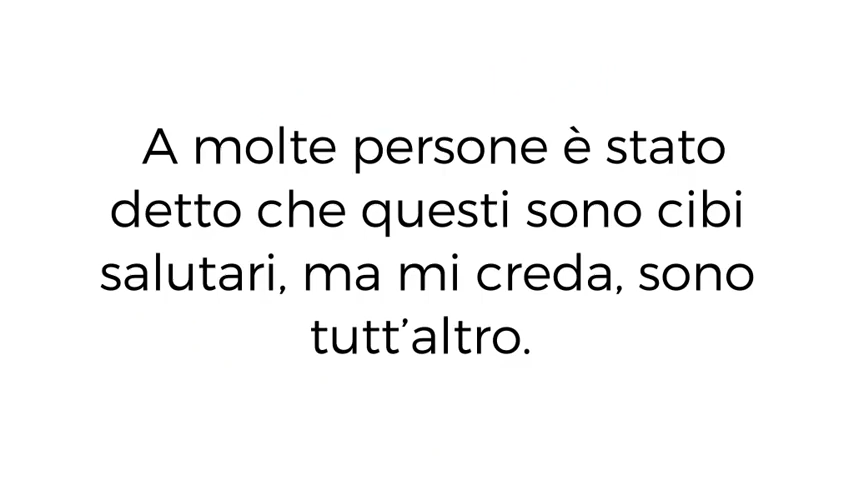 A molte persone è stato
detto che questi sono cibi
salutari, ma mi creda, sono
tutt’altro.